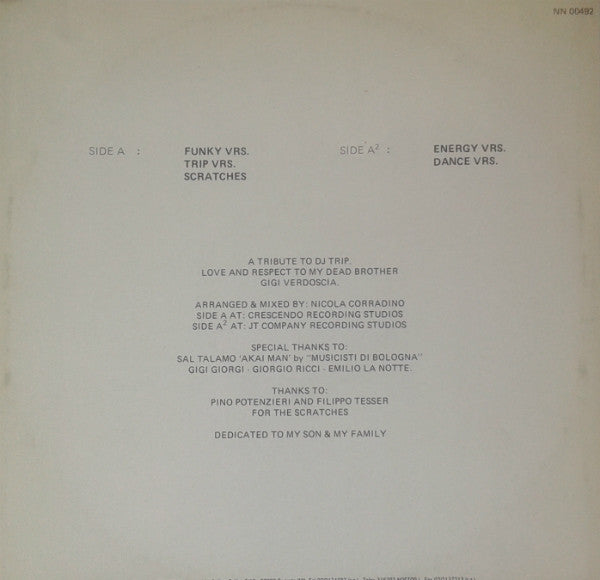 NN 00492
SIDE A : FUNKY VRS.
TRIP VRS.
SCRATCHES
SIDE A² : ENERGY VRS.
DANCE VRS.
A TRIBUTE TO DJ TRIP.
LOVE AND RESPECT TO MY DEAD BROTHER
GIGI VERDOSCIA.
ARRANGED & MIXED BY: NICOLA CORRADINO
SIDE A AT: CRESCENDO RECORDING STUDIOS
SIDE A² AT: JT COMPANY RECORDING STUDIOS
SPECIAL THANKS TO:
SAL TALAMO 'AKAI MAN' by "MUSICISTI DI BOLOGNA"
GIGI GIORGI - GIORGIO RICCI - EMILIO LA NOTTE.
THANKS TO:
PINO POTENZIERI AND FILIPPO TESSER
FOR THE SCRATCHES
DEDICATED TO MY SON & MY FAMILY